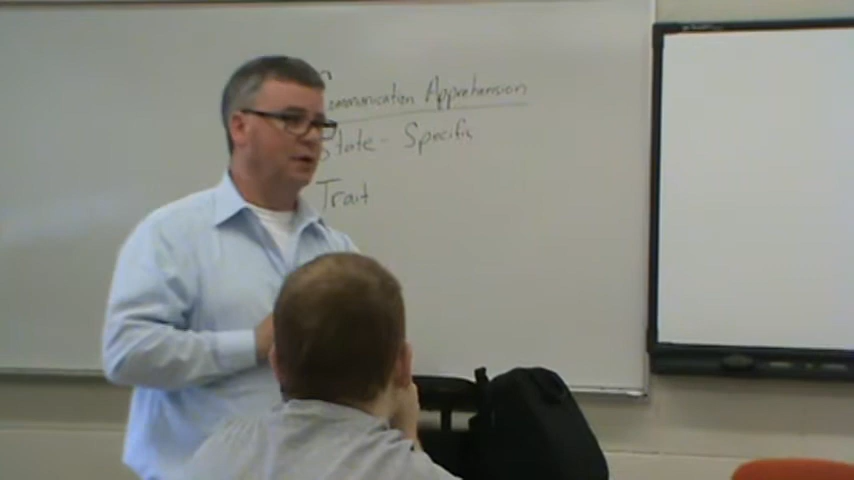 Communication Apprehension
State - Specific
Trait